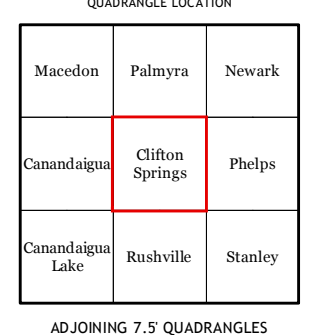 QUADRANGLE LOCATION
Macedon Palmyra Newark
Canandaigua Clifton Springs Phelps
Canandaigua Lake Rushville Stanley
ADJOINING 7.5' QUADRANGLES